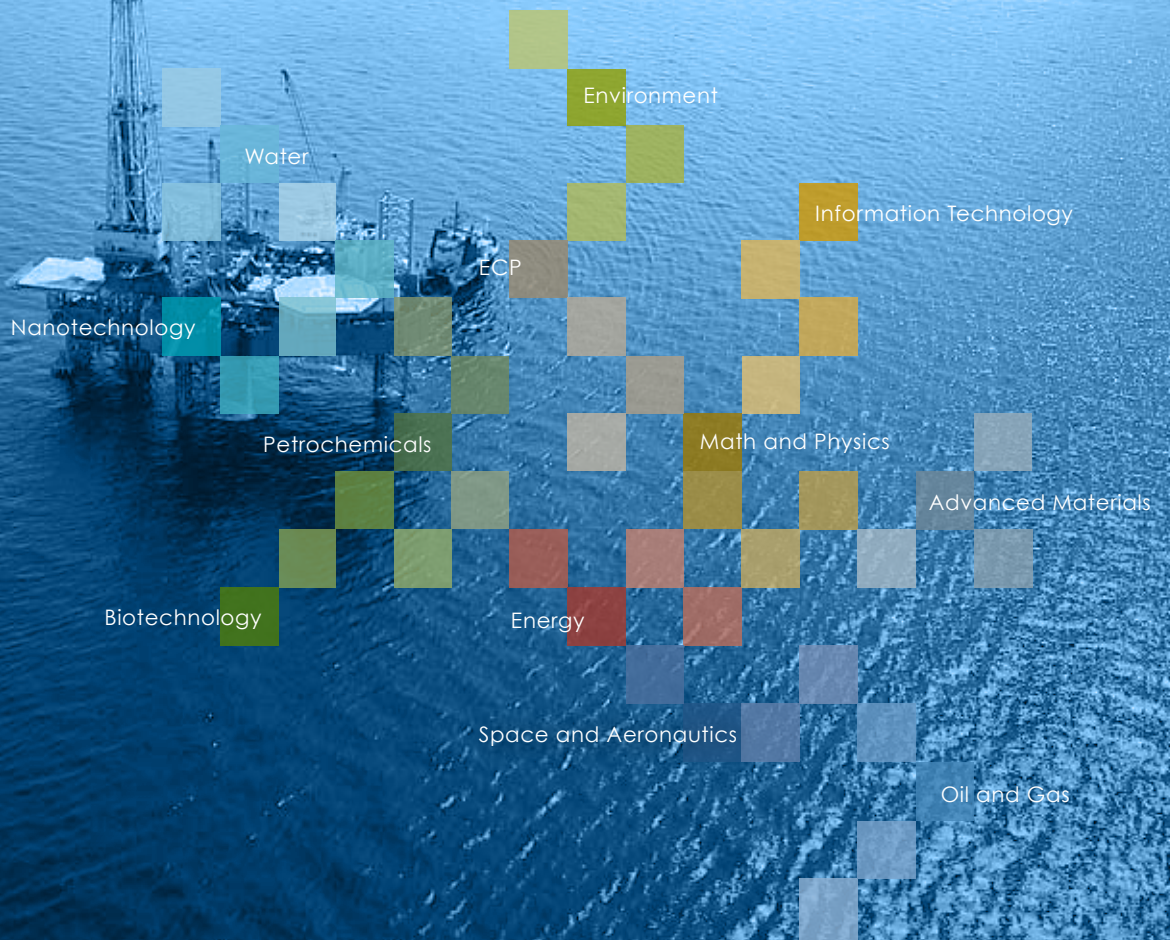 Environment
Water
Information Technology
ECP
Nanotechnology
Math and Physics
Petrochemicals
Advanced Materials
Biotechnology
Energy
Space and Aeronautics
Oil and Gas